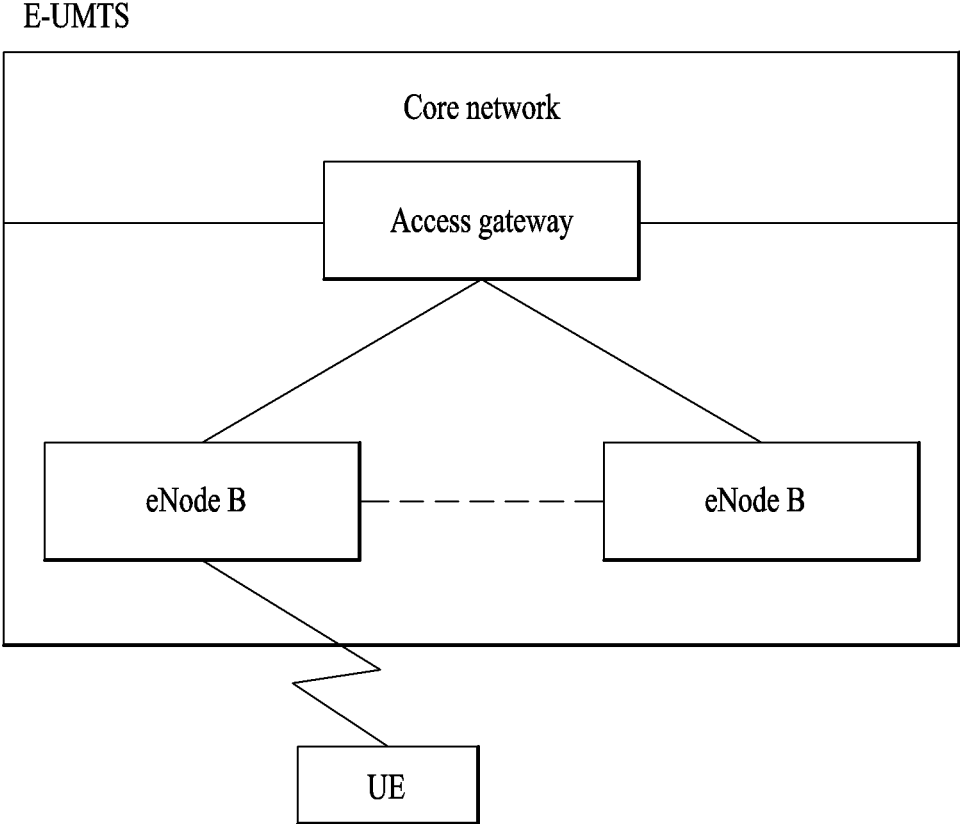 E-UMTS
Core network
Access gateway
eNode B
eNode B
UE